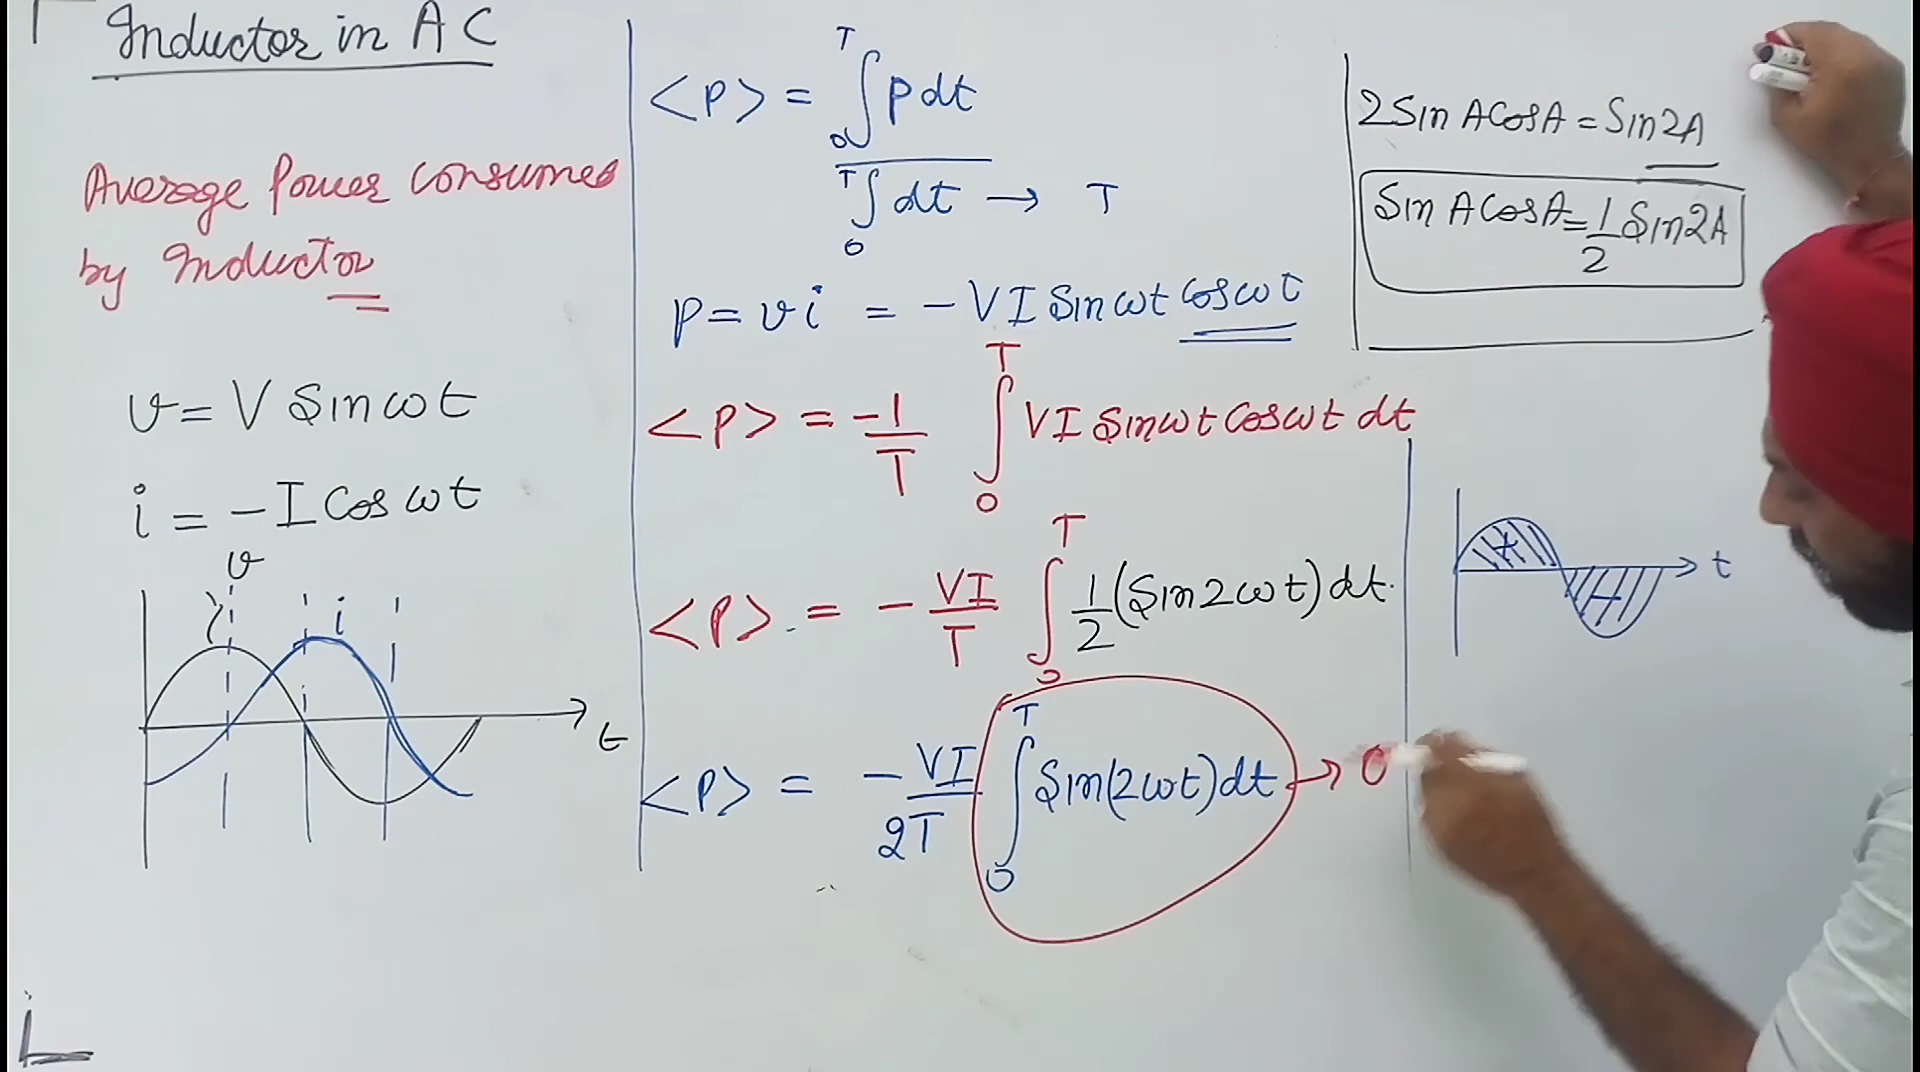 Inductor in AC
Average Power consumed
by Inductor
v = V Sin ωt
i = - I Cos ωt
v
i
t
<P> = ∫₀ᵀ p dt
∫₀ᵀ dt → T
p = v i = - V I Sin ωt cos ωt
<P> = -1/T ∫₀ᵀ VI Sin ωt Cos ωt dt
<P> = - VI/T ∫₀ᵀ 1/2 (Sin 2ωt) dt.
<P> = - VI/2T ∫₀ᵀ Sin(2ωt) dt → 0
2 Sin A Cos A = Sin 2A
Sin A Cos A = 1/2 Sin 2A
+
t
-